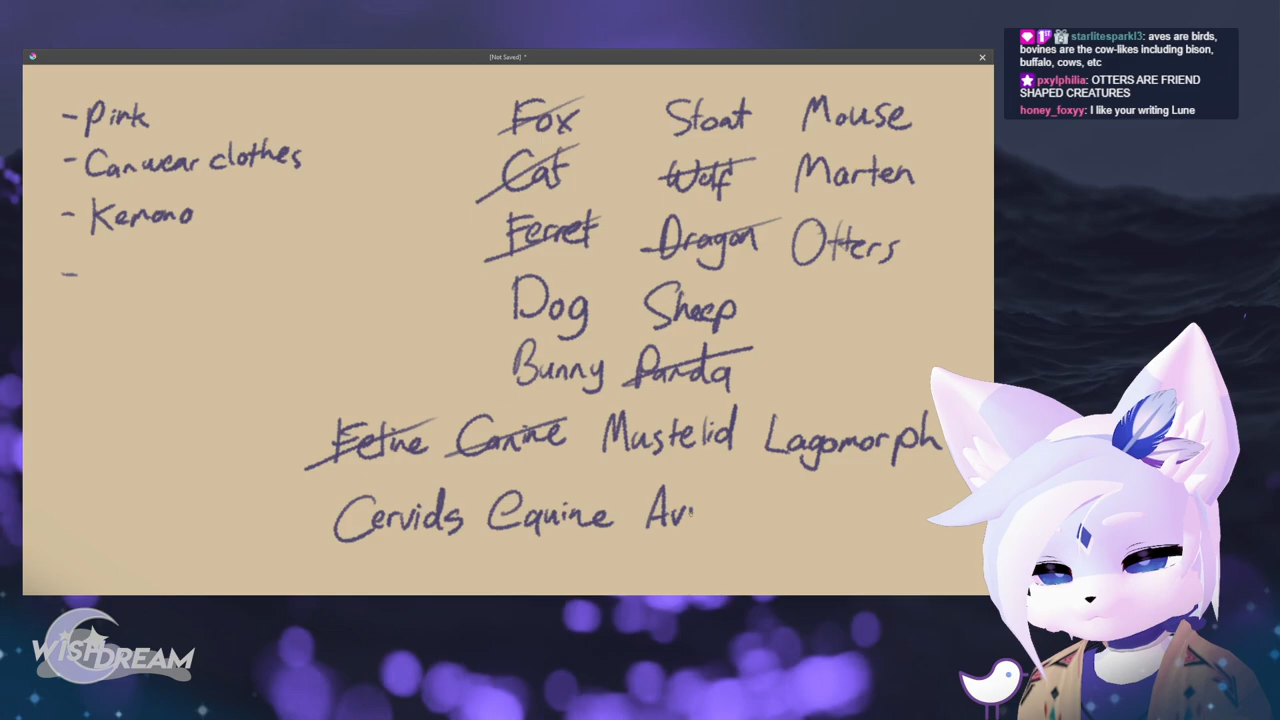 [Not Saved] *
- Pink
- Can wear clothes
- Kemono
-
Fox Stoat Mouse
Cat Wolf Marten
Ferret Dragon Otters
Dog Sheep
Bunny Panda
Feline Canine Mustelid Lagomorph
Cervids Equine Av
starlitesparkl3: aves are birds,
bovines are the cow-likes including bison,
buffalo, cows, etc
pxylphilia: OTTERS ARE FRIEND
SHAPED CREATURES
honey_foxyy: I like your writing Lune
WISHDREAM